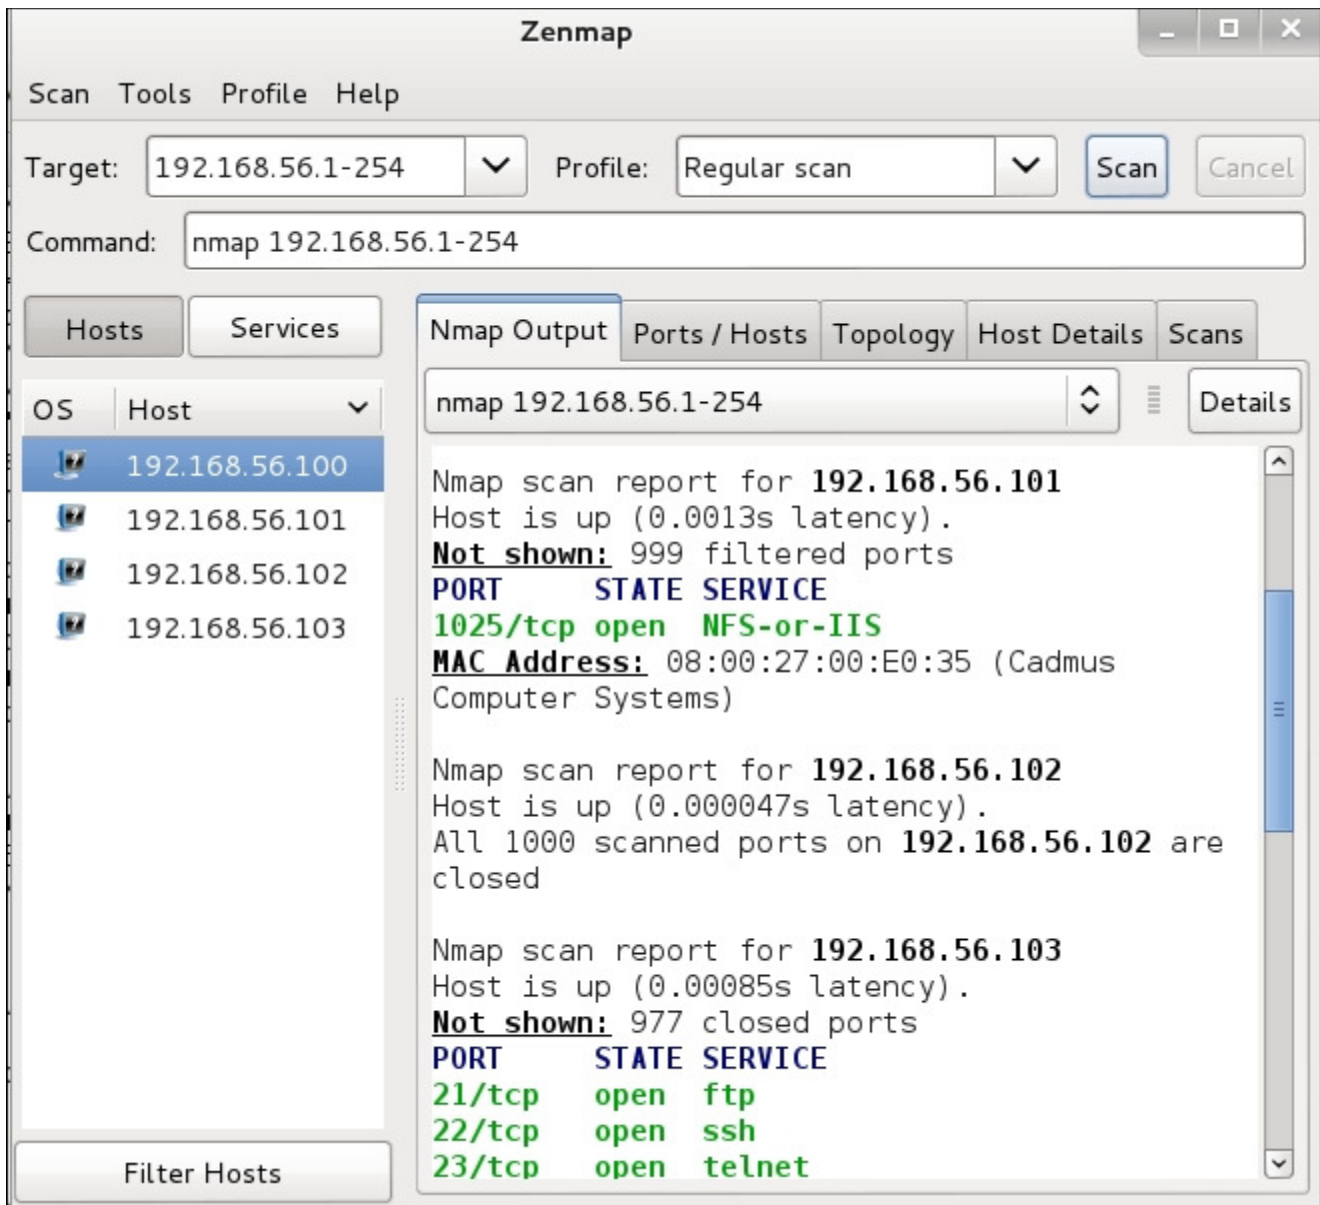 Zenmap
Scan Tools Profile Help
Target: 192.168.56.1-254 Profile: Regular scan Scan Cancel
Command: nmap 192.168.56.1-254
Hosts Services
Nmap Output Ports / Hosts Topology Host Details Scans
OS Host
nmap 192.168.56.1-254 Details
192.168.56.100
192.168.56.101
192.168.56.102
192.168.56.103
Filter Hosts
Nmap scan report for 192.168.56.101
Host is up (0.0013s latency).
Not shown: 999 filtered ports
PORT STATE SERVICE
1025/tcp open NFS-or-IIS
MAC Address: 08:00:27:00:E0:35 (Cadmus
Computer Systems)
Nmap scan report for 192.168.56.102
Host is up (0.000047s latency).
All 1000 scanned ports on 192.168.56.102 are
closed
Nmap scan report for 192.168.56.103
Host is up (0.00085s latency).
Not shown: 977 closed ports
PORT STATE SERVICE
21/tcp open ftp
22/tcp open ssh
23/tcp open telnet